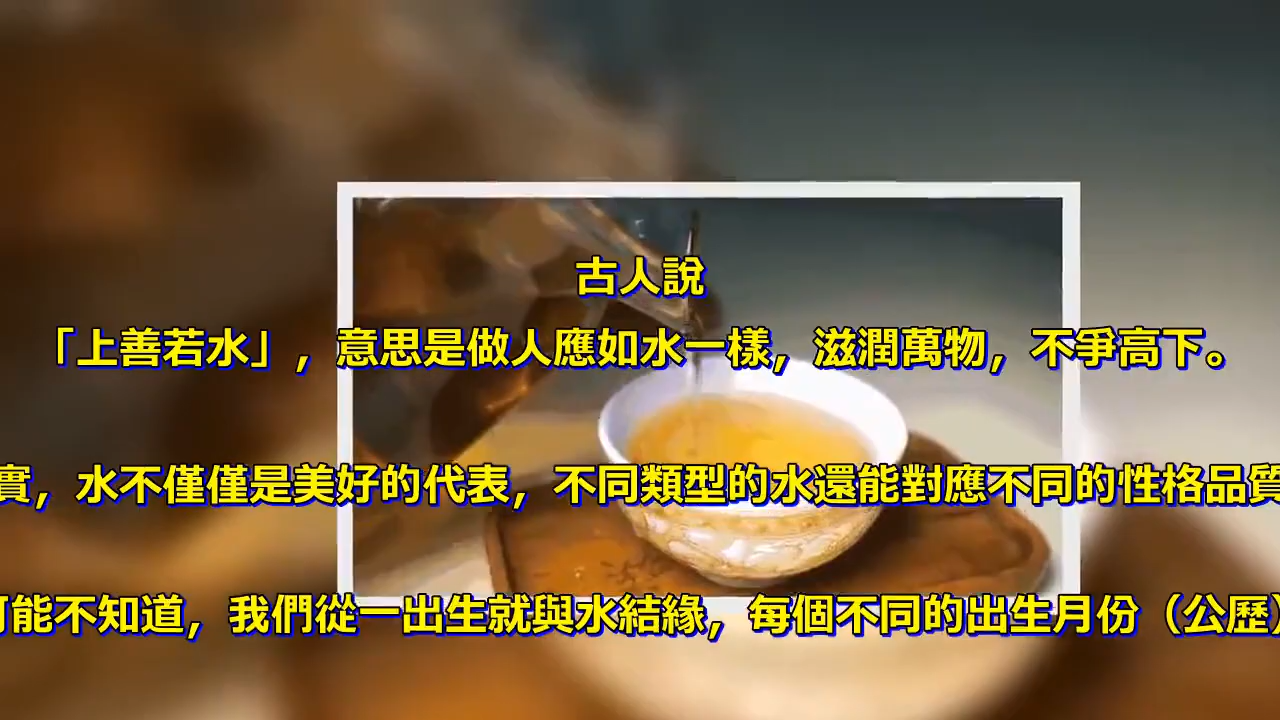 古人說
「上善若水」，意思是做人應如水一樣，滋潤萬物，不爭高下。
實，水不僅僅是美好的代表，不同類型的水還能對應不同的性格品質
可能不知道，我們從一出生就與水結緣，每個不同的出生月份（公歷）